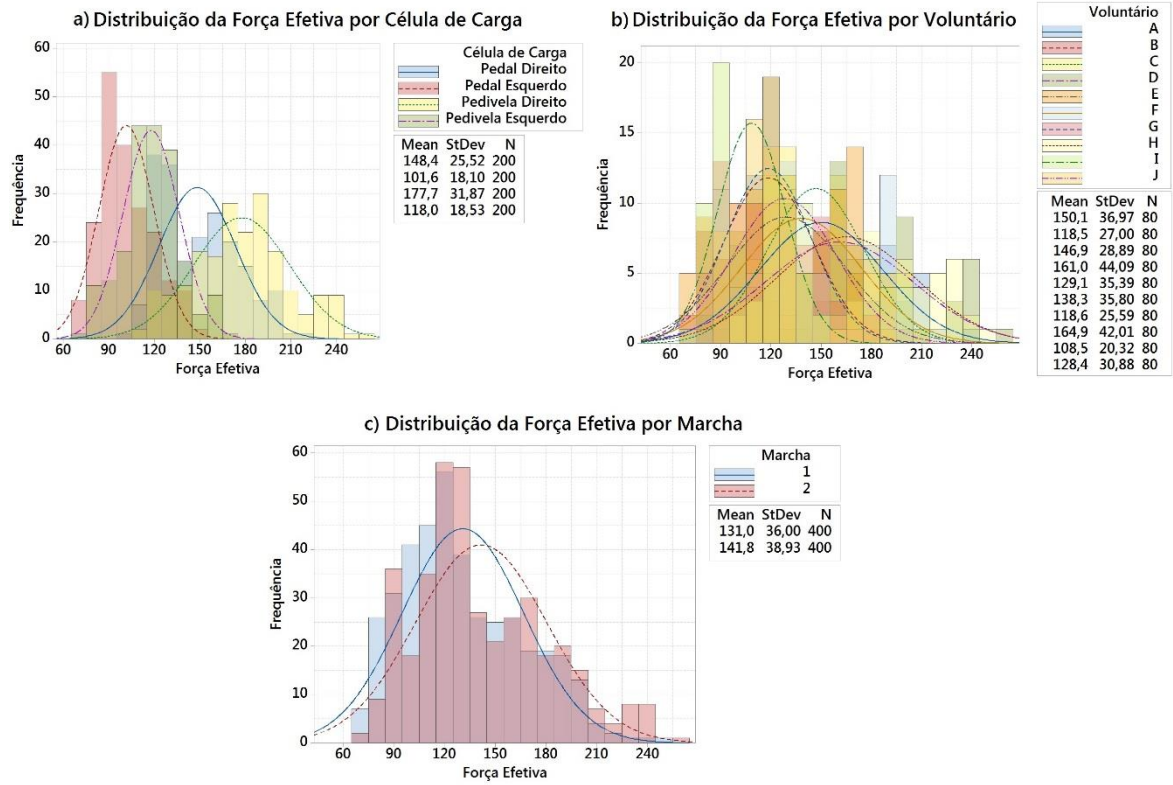 a) Distribuição da Força Efetiva por Célula de Carga
60
50
40
30
20
10
0
Frequência
60 90 120 150 180 210 240
Força Efetiva
Célula de Carga
Pedal Direito
Pedal Esquerdo
Pedivela Direito
Pedivela Esquerdo
Mean StDev N
148,4 25,52 200
101,6 18,10 200
177,7 31,87 200
118,0 18,53 200
b) Distribuição da Força Efetiva por Voluntário
20
15
10
5
0
Frequência
60 90 120 150 180 210 240
Força Efetiva
Voluntário
A
B
C
D
E
F
G
H
I
J
Mean StDev N
150,1 36,97 80
118,5 27,00 80
146,9 28,89 80
161,0 44,09 80
129,1 35,39 80
138,3 35,80 80
118,6 25,59 80
164,9 42,01 80
108,5 20,32 80
128,4 30,88 80
c) Distribuição da Força Efetiva por Marcha
60
50
40
30
20
10
0
Frequência
60 90 120 150 180 210 240
Força Efetiva
Marcha
1
2
Mean StDev N
131,0 36,00 400
141,8 38,93 400